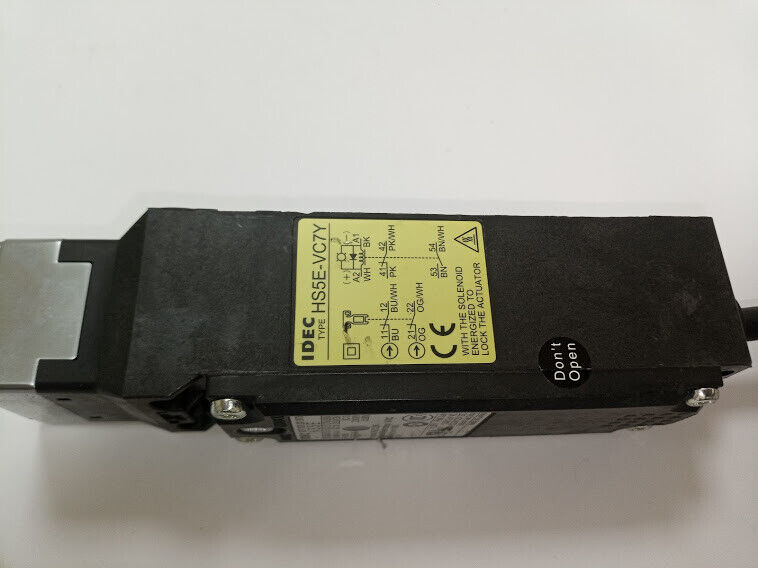 IDEC
TYPE HS5E-VC7Y
(+) (-)
A2 A1
WH BK
41 42
PK PK/WH
53 54
BN BN/WH
11 12
BU BU/WH
21 22
OG OG/WH
CE
WITH THE SOLENOID
ENERGIZED TO
LOCK THE ACTUATOR
Don't
Open